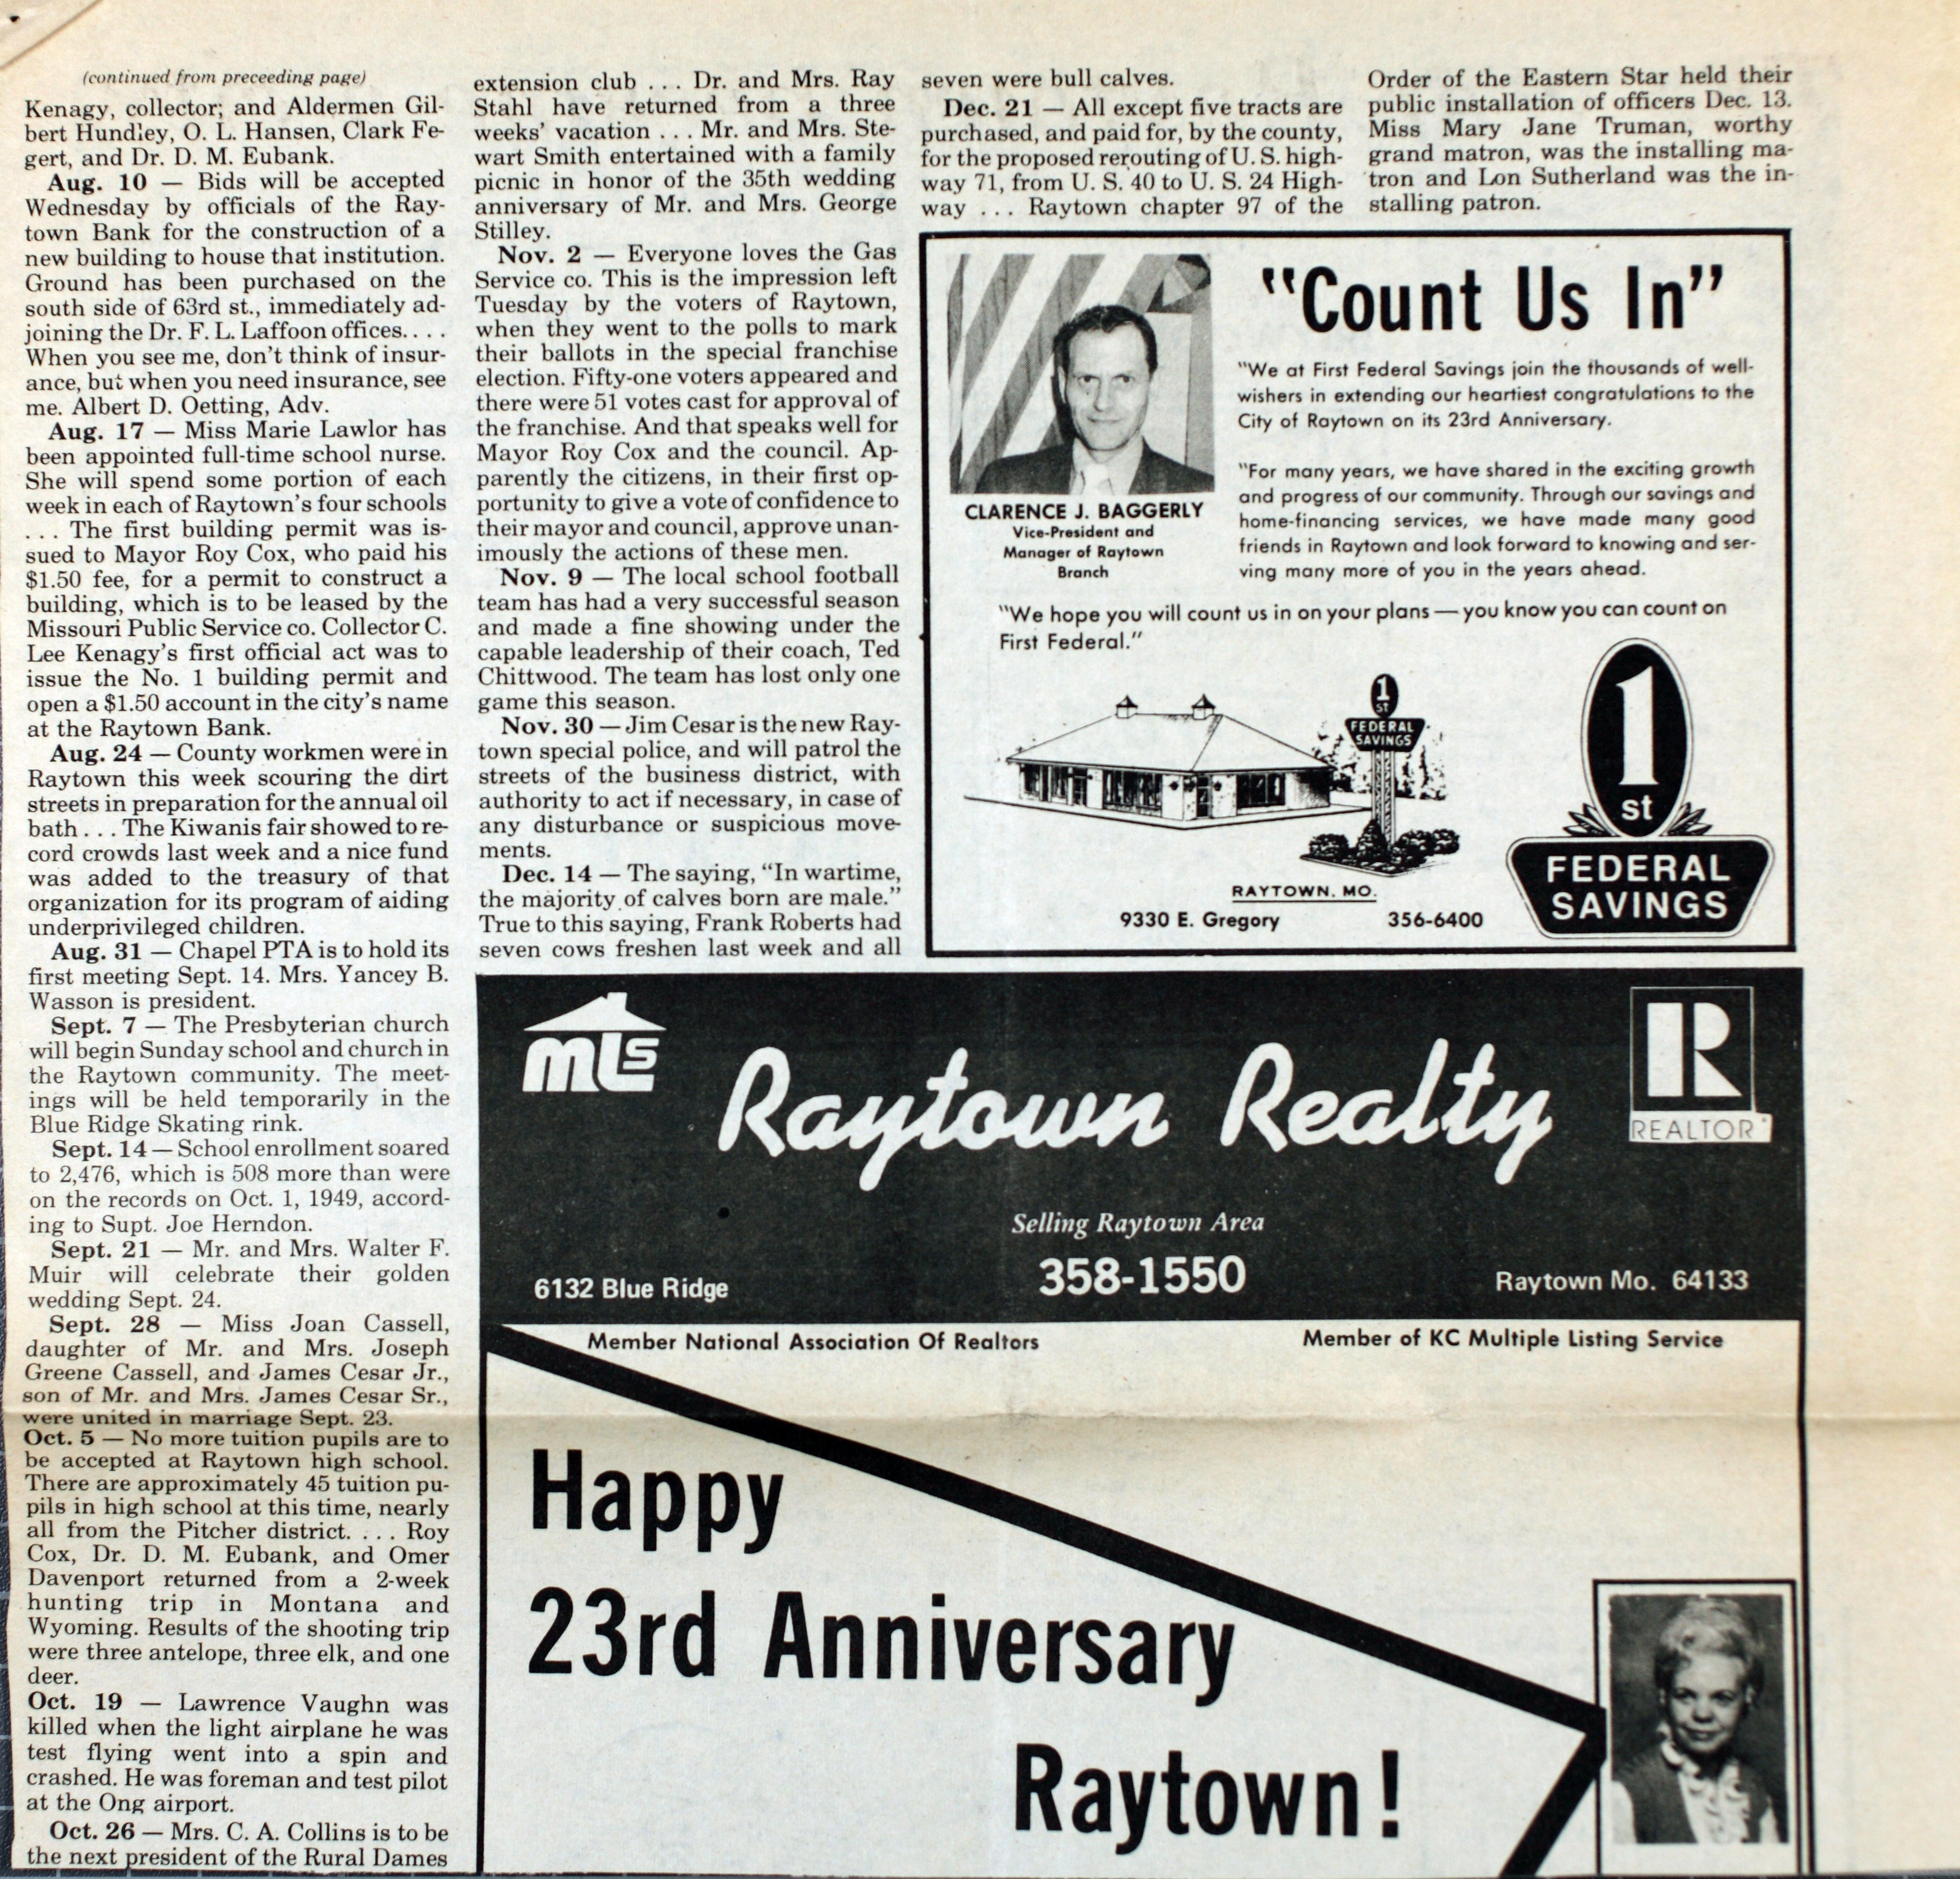 (continued from preceeding page)
Kenagy, collector; and Aldermen Gil-
bert Hundley, O. L. Hansen, Clark Fe-
gert, and Dr. D. M. Eubank.
Aug. 10 — Bids will be accepted
Wednesday by officials of the Ray-
town Bank for the construction of a
new building to house that institution.
Ground has been purchased on the
south side of 63rd st., immediately ad-
joining the Dr. F. L. Laffoon offices. . . .
When you see me, don't think of insur-
ance, but when you need insurance, see
me. Albert D. Oetting, Adv.
Aug. 17 — Miss Marie Lawlor has
been appointed full-time school nurse.
She will spend some portion of each
week in each of Raytown's four schools
. . . The first building permit was is-
sued to Mayor Roy Cox, who paid his
$1.50 fee, for a permit to construct a
building, which is to be leased by the
Missouri Public Service co. Collector C.
Lee Kenagy's first official act was to
issue the No. 1 building permit and
open a $1.50 account in the city's name
at the Raytown Bank.
Aug. 24 — County workmen were in
Raytown this week scouring the dirt
streets in preparation for the annual oil
bath . . . The Kiwanis fair showed to re-
cord crowds last week and a nice fund
was added to the treasury of that
organization for its program of aiding
underprivileged children.
Aug. 31 — Chapel PTA is to hold its
first meeting Sept. 14. Mrs. Yancey B.
Wasson is president.
Sept. 7 — The Presbyterian church
will begin Sunday school and church in
the Raytown community. The meet-
ings will be held temporarily in the
Blue Ridge Skating rink.
Sept. 14 — School enrollment soared
to 2,476, which is 508 more than were
on the records on Oct. 1, 1949, accord-
ing to Supt. Joe Herndon.
Sept. 21 — Mr. and Mrs. Walter F.
Muir will celebrate their golden
wedding Sept. 24.
Sept. 28 — Miss Joan Cassell,
daughter of Mr. and Mrs. Joseph
Greene Cassell, and James Cesar Jr.,
son of Mr. and Mrs. James Cesar Sr.,
were united in marriage Sept. 23.
Oct. 5 — No more tuition pupils are to
be accepted at Raytown high school.
There are approximately 45 tuition pu-
pils in high school at this time, nearly
all from the Pitcher district. . . . Roy
Cox, Dr. D. M. Eubank, and Omer
Davenport returned from a 2-week
hunting trip in Montana and
Wyoming. Results of the shooting trip
were three antelope, three elk, and one
deer.
Oct. 19 — Lawrence Vaughn was
killed when the light airplane he was
test flying went into a spin and
crashed. He was foreman and test pilot
at the Ong airport.
Oct. 26 — Mrs. C. A. Collins is to be
the next president of the Rural Dames
extension club . . . Dr. and Mrs. Ray
Stahl have returned from a three
weeks' vacation . . . Mr. and Mrs. Ste-
wart Smith entertained with a family
picnic in honor of the 35th wedding
anniversary of Mr. and Mrs. George
Stilley.
Nov. 2 — Everyone loves the Gas
Service co. This is the impression left
Tuesday by the voters of Raytown,
when they went to the polls to mark
their ballots in the special franchise
election. Fifty-one voters appeared and
there were 51 votes cast for approval of
the franchise. And that speaks well for
Mayor Roy Cox and the council. Ap-
parently the citizens, in their first op-
portunity to give a vote of confidence to
their mayor and council, approve unan-
imously the actions of these men.
Nov. 9 — The local school football
team has had a very successful season
and made a fine showing under the
capable leadership of their coach, Ted
Chittwood. The team has lost only one
game this season.
Nov. 30 — Jim Cesar is the new Ray-
town special police, and will patrol the
streets of the business district, with
authority to act if necessary, in case of
any disturbance or suspicious move-
ments.
Dec. 14 — The saying, "In wartime,
the majority of calves born are male."
True to this saying, Frank Roberts had
seven cows freshen last week and all
seven were bull calves.
Dec. 21 — All except five tracts are
purchased, and paid for, by the county,
for the proposed rerouting of U. S. high-
way 71, from U. S. 40 to U. S. 24 High-
way . . . Raytown chapter 97 of the
Order of the Eastern Star held their
public installation of officers Dec. 13.
Miss Mary Jane Truman, worthy
grand matron, was the installing ma-
tron and Lon Sutherland was the in-
stalling patron.
"Count Us In"
"We at First Federal Savings join the thousands of well-
wishers in extending our heartiest congratulations to the
City of Raytown on its 23rd Anniversary.
"For many years, we have shared in the exciting growth
and progress of our community. Through our savings and
home-financing services, we have made many good
friends in Raytown and look forward to knowing and ser-
ving many more of you in the years ahead.
CLARENCE J. BAGGERLY
Vice-President and
Manager of Raytown
Branch
"We hope you will count us in on your plans — you know you can count on
First Federal."
1
st
FEDERAL
SAVINGS
1
st
FEDERAL
SAVINGS
RAYTOWN, MO.
9330 E. Gregory 356-6400
MLS
Raytown Realty
R
REALTOR®
Selling Raytown Area
6132 Blue Ridge 358-1550 Raytown Mo. 64133
Member National Association Of Realtors Member of KC Multiple Listing Service
Happy
23rd Anniversary
Raytown!